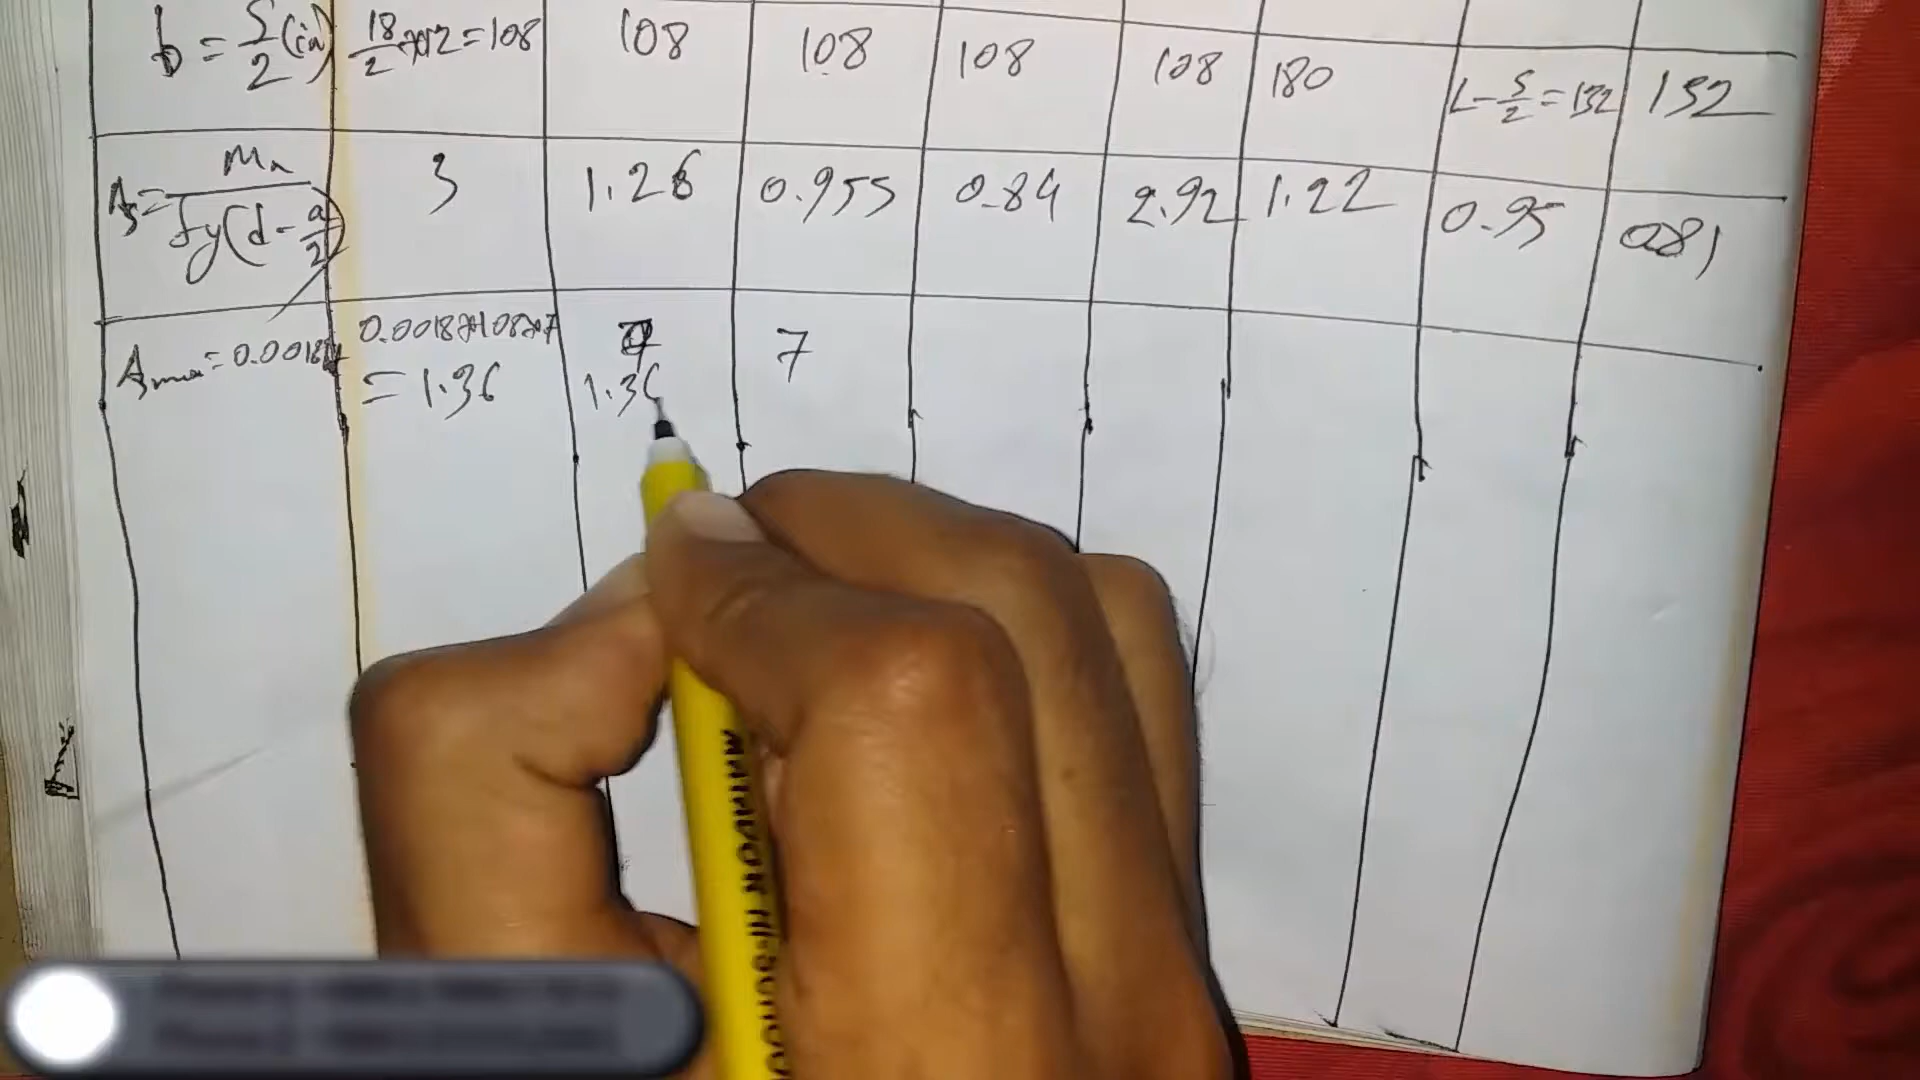 b = S/2 (in) 18/2 × 12 = 108 108 108 108 108 180 L - S/2 = 132 132
As = Mu / fy(d - a/2) 3 1.26 0.955 0.84 2.92 1.22 0.95 0.81
= 0.0018 0.0018×108×7 7
= 1.36 1.36